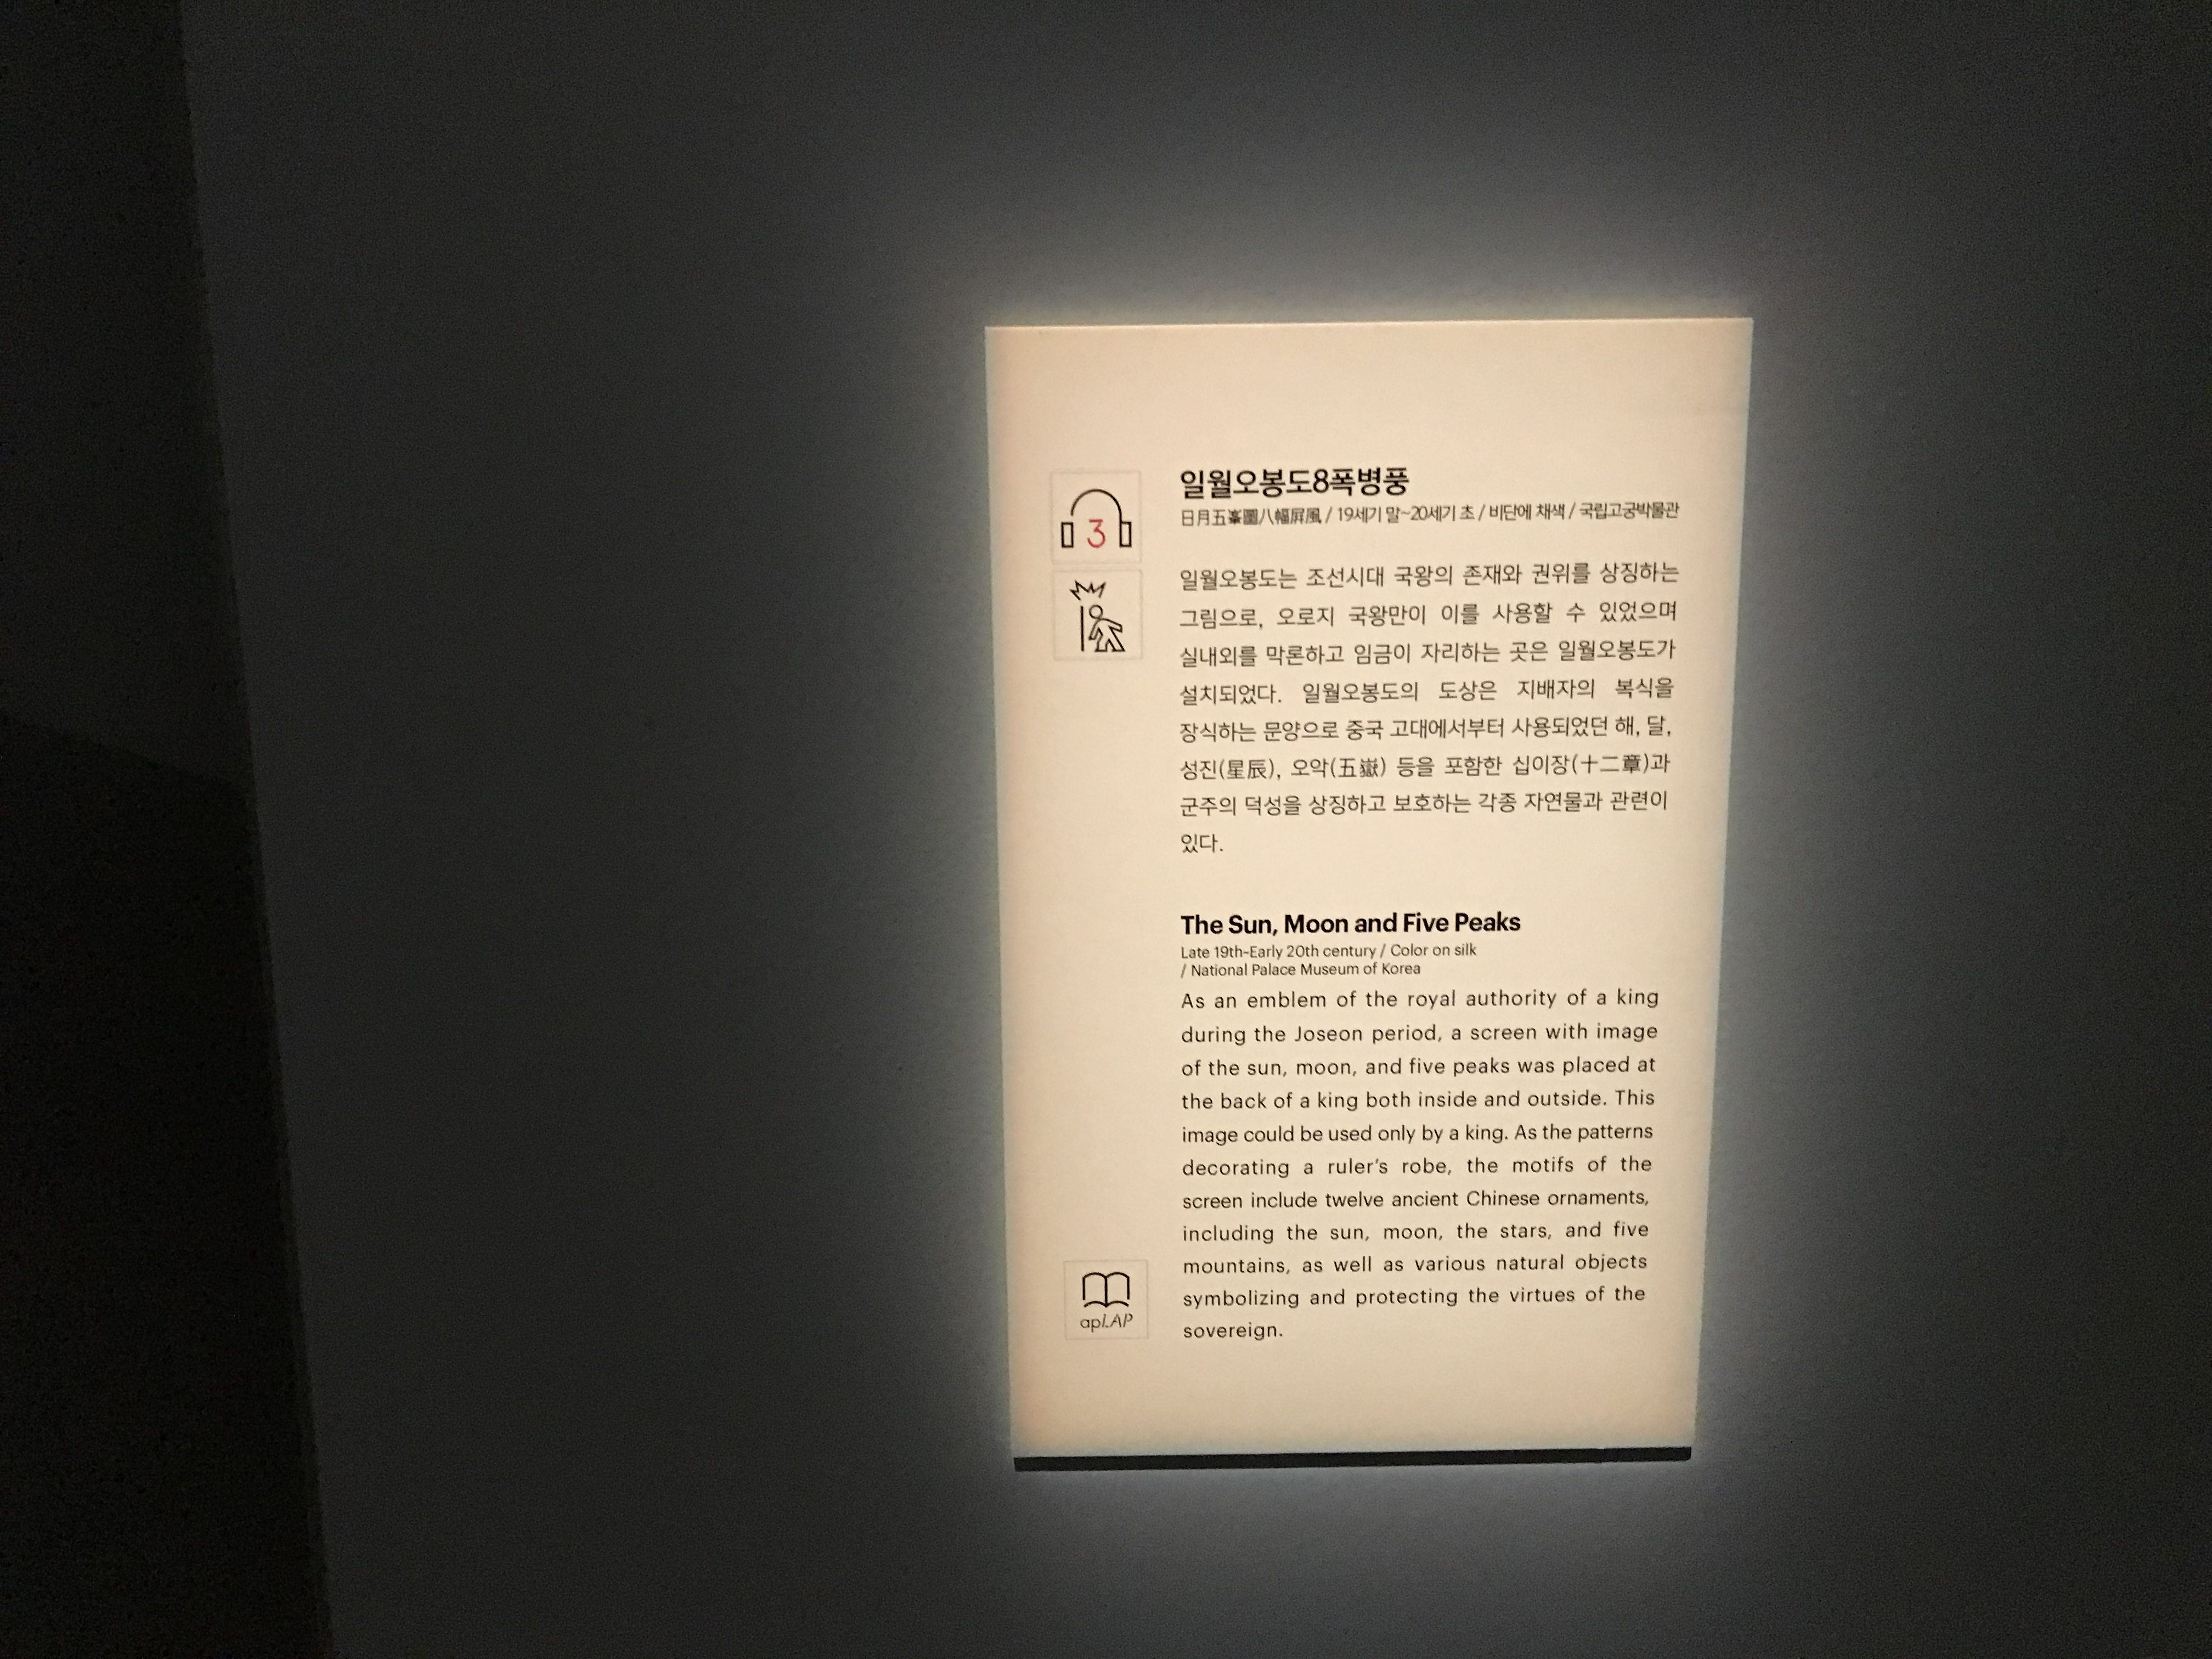 3
일월오봉도8폭병풍
日月五峯圖八幅屛風 / 19세기 말~20세기 초 / 비단에 채색 / 국립고궁박물관
일월오봉도는 조선시대 국왕의 존재와 권위를 상징하는
그림으로, 오로지 국왕만이 이를 사용할 수 있었으며
실내외를 막론하고 임금이 자리하는 곳은 일월오봉도가
설치되었다. 일월오봉도의 도상은 지배자의 복식을
장식하는 문양으로 중국 고대에서부터 사용되었던 해, 달,
성진(星辰), 오악(五嶽) 등을 포함한 십이장(十二章)과
군주의 덕성을 상징하고 보호하는 각종 자연물과 관련이
있다.
The Sun, Moon and Five Peaks
Late 19th-Early 20th century / Color on silk
/ National Palace Museum of Korea
As an emblem of the royal authority of a king
during the Joseon period, a screen with image
of the sun, moon, and five peaks was placed at
the back of a king both inside and outside. This
image could be used only by a king. As the patterns
decorating a ruler’s robe, the motifs of the
screen include twelve ancient Chinese ornaments,
including the sun, moon, the stars, and five
mountains, as well as various natural objects
symbolizing and protecting the virtues of the
sovereign.
apLAP